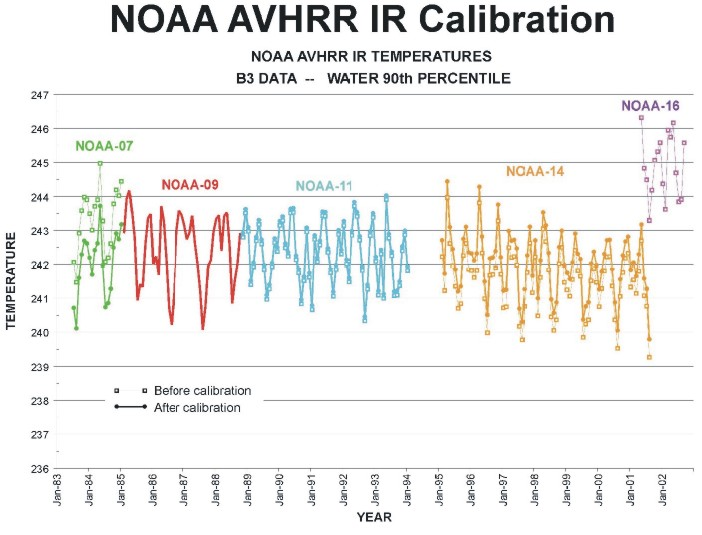 NOAA AVHRR IR Calibration
NOAA AVHRR IR TEMPERATURES
B3 DATA -- WATER 90th PERCENTILE
247
246
245
244
243
242
241
240
239
238
237
236
TEMPERATURE
NOAA-07
NOAA-09
NOAA-11
NOAA-14
NOAA-16
Before calibration
After calibration
Jan-83
Jan-84
Jan-85
Jan-86
Jan-87
Jan-88
Jan-89
Jan-90
Jan-91
Jan-92
Jan-93
Jan-94
Jan-95
Jan-96
Jan-97
Jan-98
Jan-99
Jan-00
Jan-01
Jan-02
YEAR